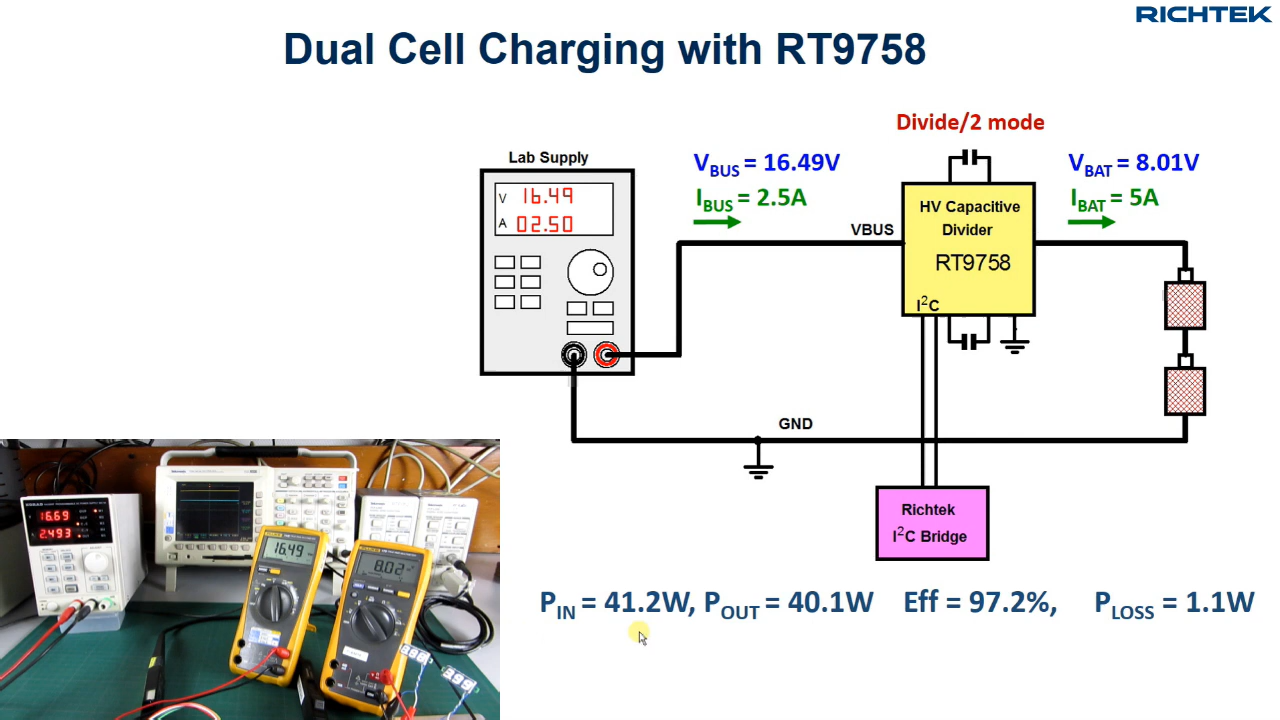 RICHTEK
Dual Cell Charging with RT9758
Divide/2 mode
Lab Supply
V 16.49
A 02.50
VBUS = 16.49V
IBUS = 2.5A
VBAT = 8.01V
IBAT = 5A
VBUS
HV Capacitive
Divider
RT9758
I²C
GND
Richtek
I²C Bridge
PIN = 41.2W, POUT = 40.1W Eff = 97.2%, PLOSS = 1.1W
16.69
2.493
16.49
8.02
3.99